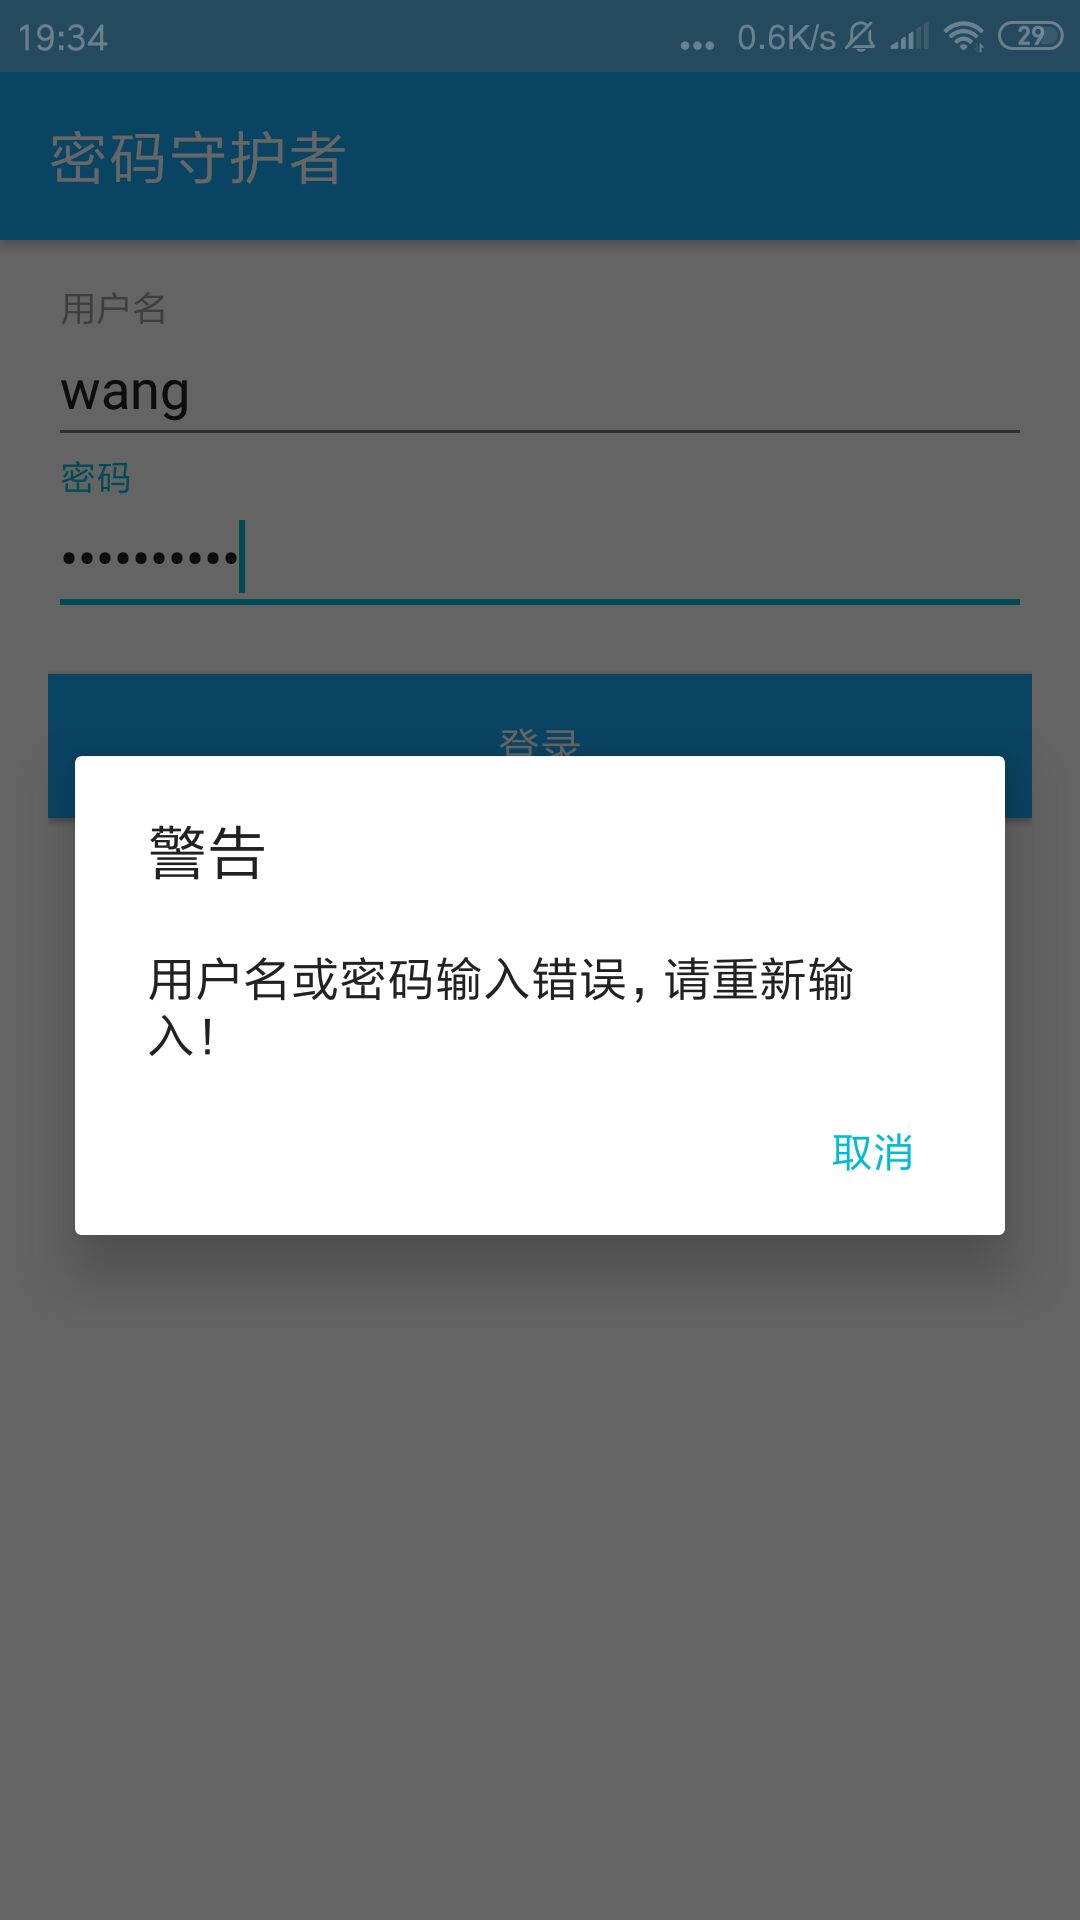 19:34 ... 0.6K/s 29
密码守护者
用户名
wang
密码
••••••••••
登录
警告
用户名或密码输入错误，请重新输
入！
取消